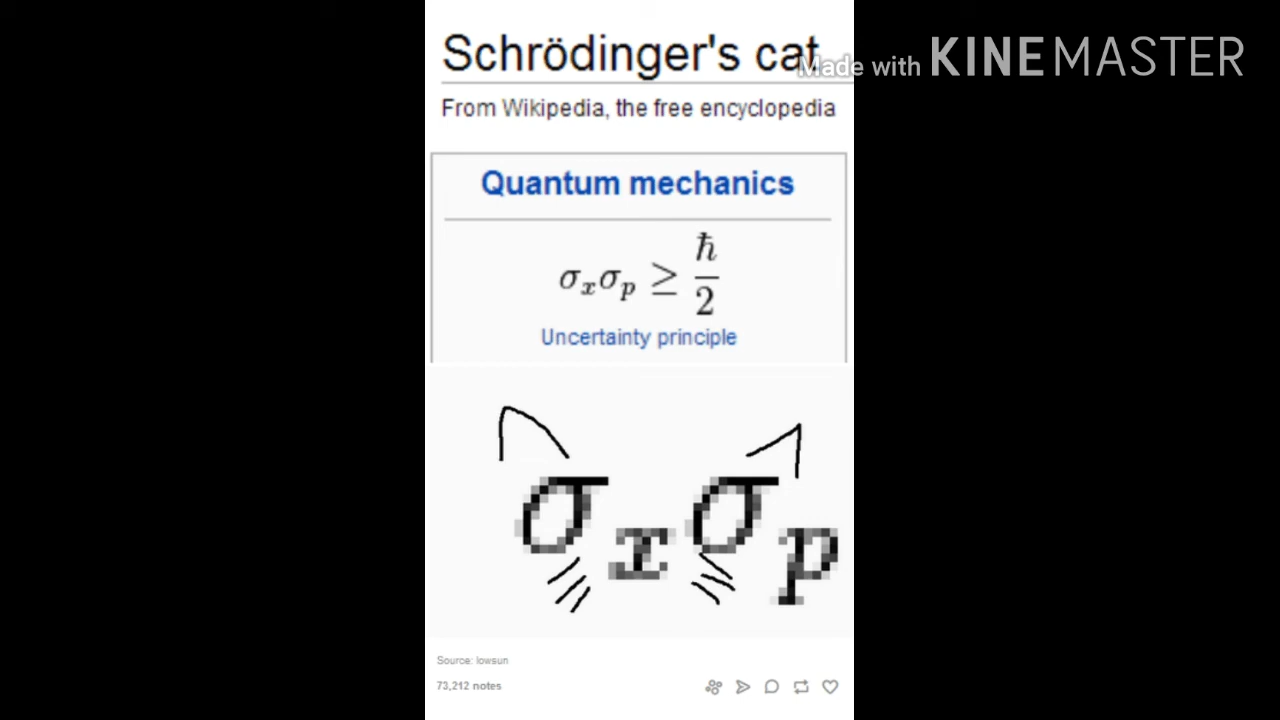 Schrödinger's cat
Made with KINEMASTER
From Wikipedia, the free encyclopedia
Quantum mechanics
σₓσₚ ≥ ħ/2
Uncertainty principle
σₓσₚ
Source: iowsun
73,212 notes